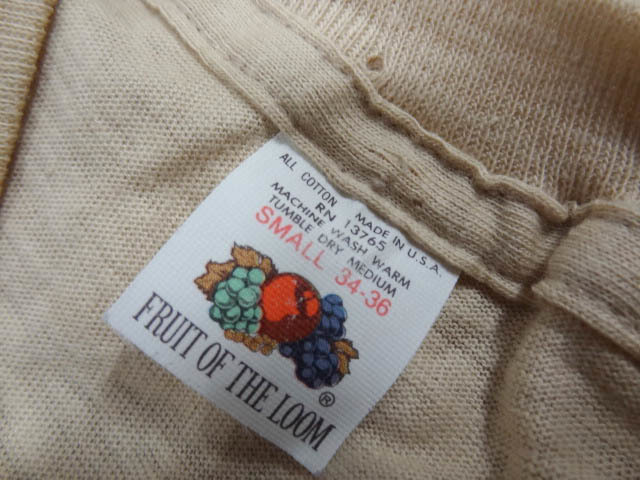 ALL COTTON MADE IN U.S.A.
RN 13765
MACHINE WASH WARM
TUMBLE DRY MEDIUM
SMALL 34-36
FRUIT OF THE LOOM ®